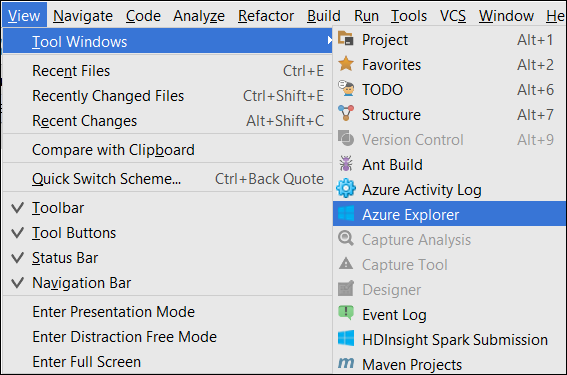 View Navigate Code Analyze Refactor Build Run Tools VCS Window He
Tool Windows
Recent Files Ctrl+E
Recently Changed Files Ctrl+Shift+E
Recent Changes Alt+Shift+C
Compare with Clipboard
Quick Switch Scheme... Ctrl+Back Quote
Toolbar
Tool Buttons
Status Bar
Navigation Bar
Enter Presentation Mode
Enter Distraction Free Mode
Enter Full Screen
Project Alt+1
Favorites Alt+2
TODO Alt+6
Structure Alt+7
Version Control Alt+9
Ant Build
Azure Activity Log
Azure Explorer
Capture Analysis
Capture Tool
Designer
Event Log
HDInsight Spark Submission
Maven Projects